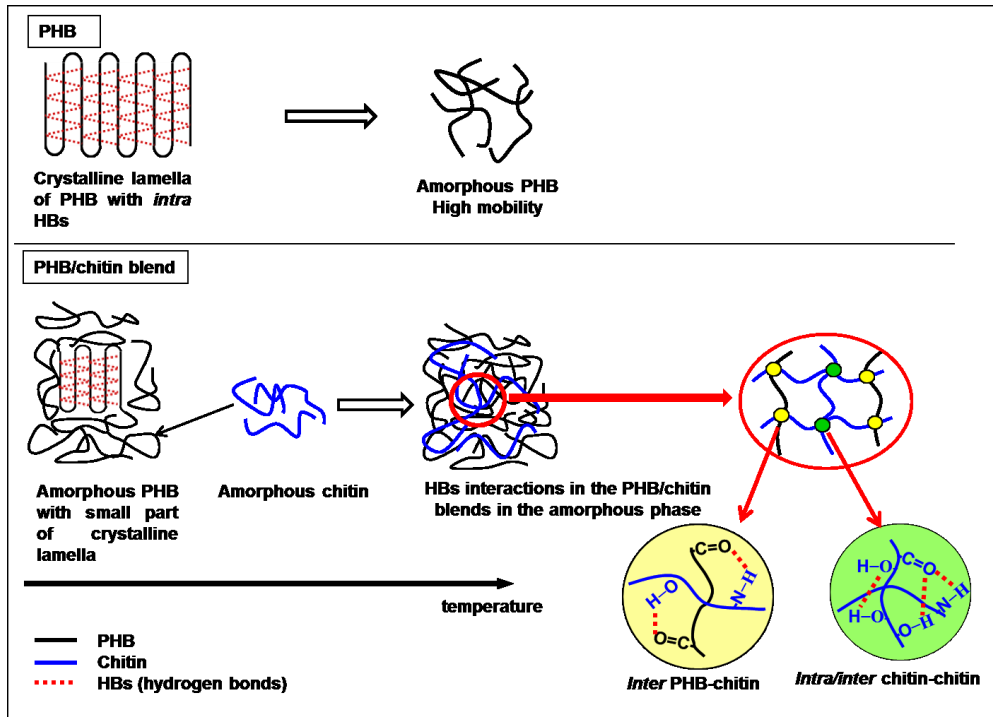 PHB
Crystalline lamella
of PHB with intra
HBs
Amorphous PHB
High mobility
PHB/chitin blend
Amorphous PHB
with small part
of crystalline
lamella
Amorphous chitin
HBs interactions in the PHB/chitin
blends in the amorphous phase
temperature
PHB
Chitin
HBs (hydrogen bonds)
C=O
H-O
N-H
O=C
Inter PHB-chitin
H-O
C=O
H-O
O-H
N-H
Intra/inter chitin-chitin